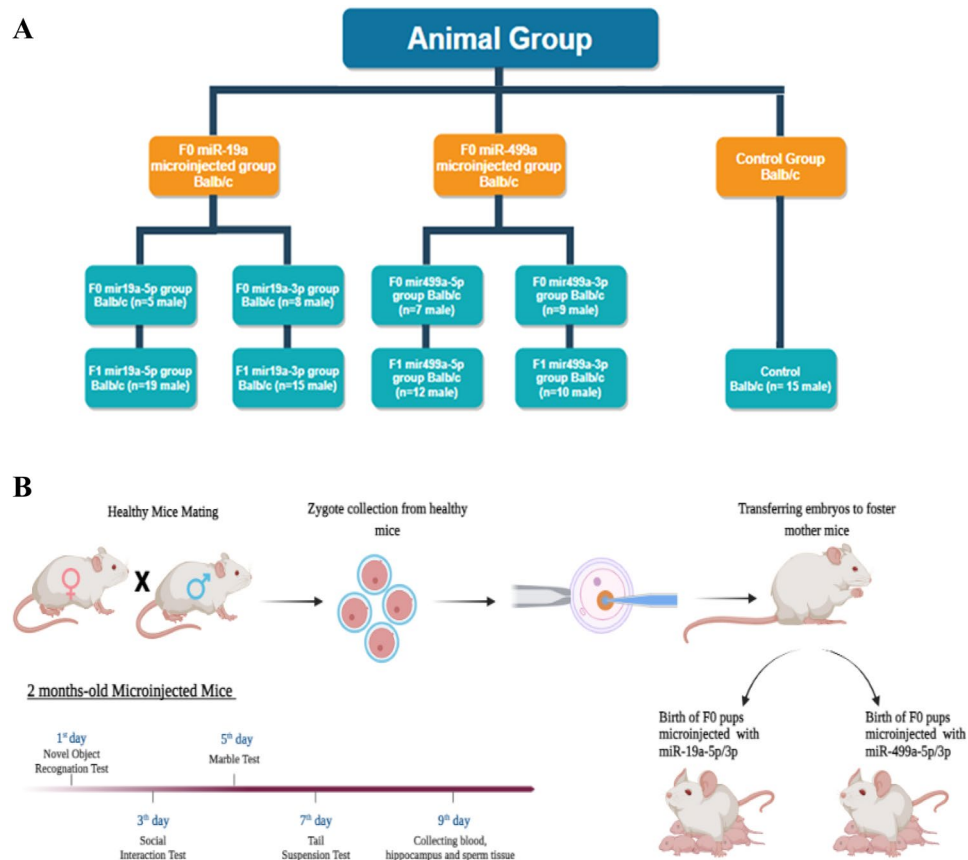 A
Animal Group
F0 miR-19a
microinjected group
Balb/c
F0 miR-499a
microinjected group
Balb/c
Control Group
Balb/c
F0 mir19a-5p group
Balb/c (n=5 male)
F0 mir19a-3p group
Balb/c (n=8 male)
F0 mir499a-5p
group Balb/c
(n=7 male)
F0 mir499a-3p
group Balb/c
(n=9 male)
F1 mir19a-5p group
Balb/c (n=19 male)
F1 mir19a-3p group
Balb/c (n=15 male)
F1 mir499a-5p
group Balb/c
(n=12 male)
F1 mir499a-3p
group Balb/c
(n=10 male)
Control
Balb/c (n= 15 male)
B
Healthy Mice Mating
X
Zygote collection from healthy
mice
Transferring embryos to foster
mother mice
Birth of F0 pups
microinjected with
miR-19a-5p/3p
Birth of F0 pups
microinjected with
miR-499a-5p/3p
2 months-old Microinjected Mice
1st day
Novel Object
Recognation Test
5th day
Marble Test
3th day
Social
Interaction Test
7th day
Tail
Suspension Test
9th day
Collecting blood,
hippocampus and sperm tissue